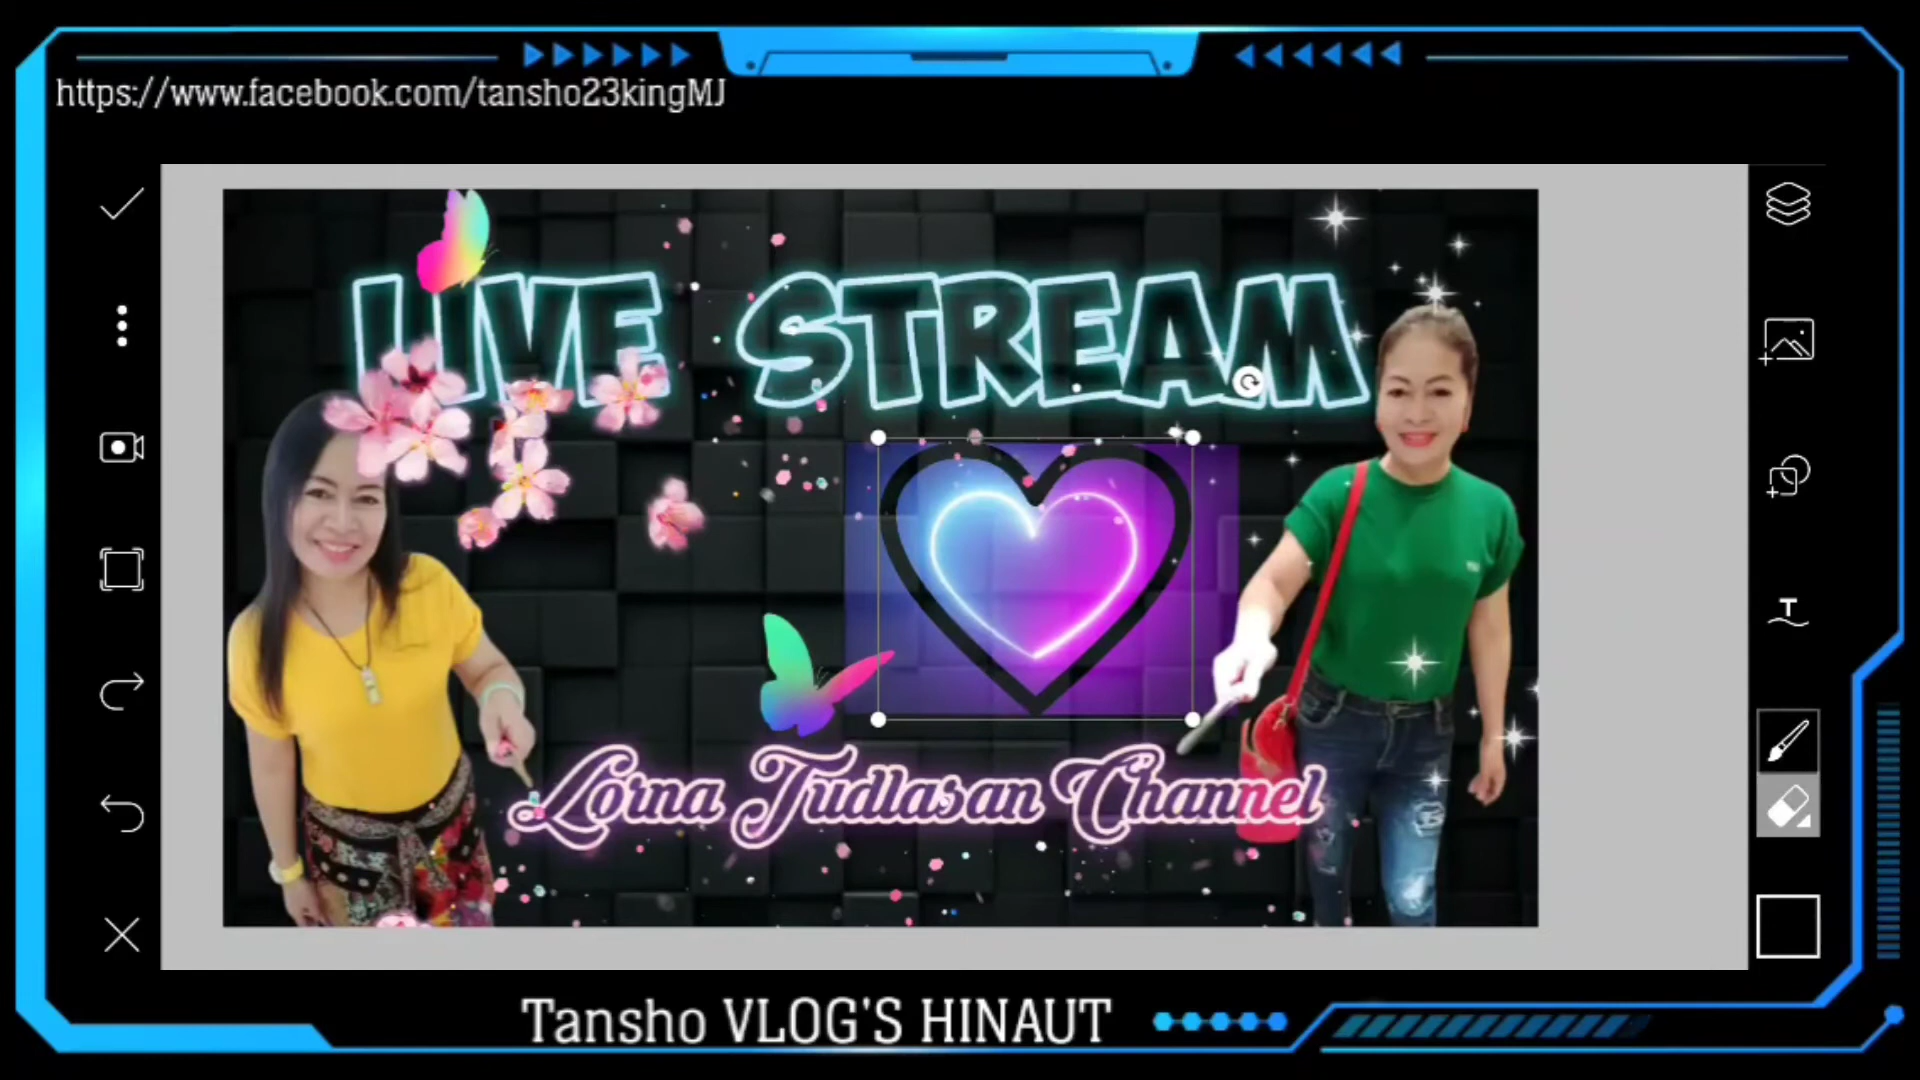 https://www.facebook.com/tansho23kingMJ
LIVE STREAM
Lorna Tudlasan Channel
T
Tansho VLOG'S HINAUT